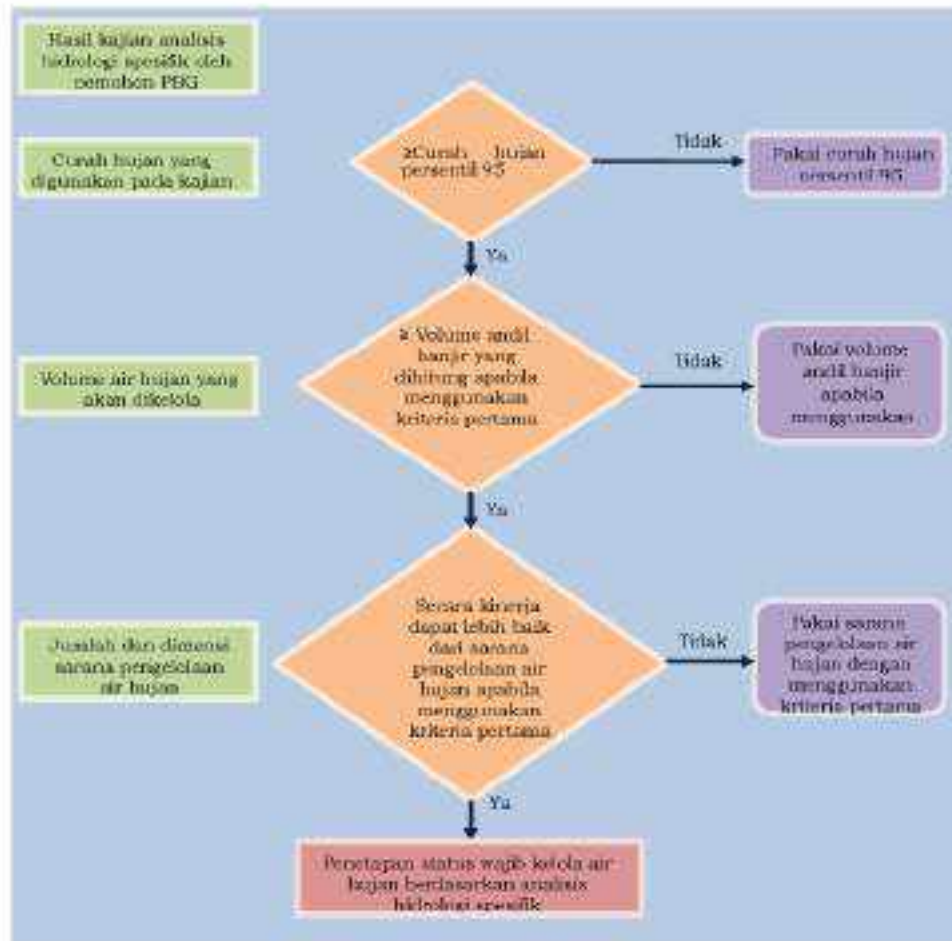 Hasil kajian analisis
hidrologi spesifik oleh
pemohon PBG
Curah hujan yang
digunakan pada kajian
≥Curah hujan
persentil 95
Tidak
Pakai curah hujan
persentil 95
Ya
Volume air hujan yang
akan dikelola
≥ Volume andil
banjir yang
dihitung apabila
menggunakan
kriteria pertama
Tidak
Pakai volume
andil banjir
apabila
menggunakan
Ya
Jumlah dan dimensi
sarana pengelolaan
air hujan
Secara kinerja
dapat lebih baik
dari sarana
pengelolaan air
hujan apabila
menggunakan
kriteria pertama
Tidak
Pakai sarana
pengelolaan air
hujan dengan
menggunakan
kriteria pertama
Ya
Penetapan status wajib kelola air
hujan berdasarkan analisis
hidrologi spesifik